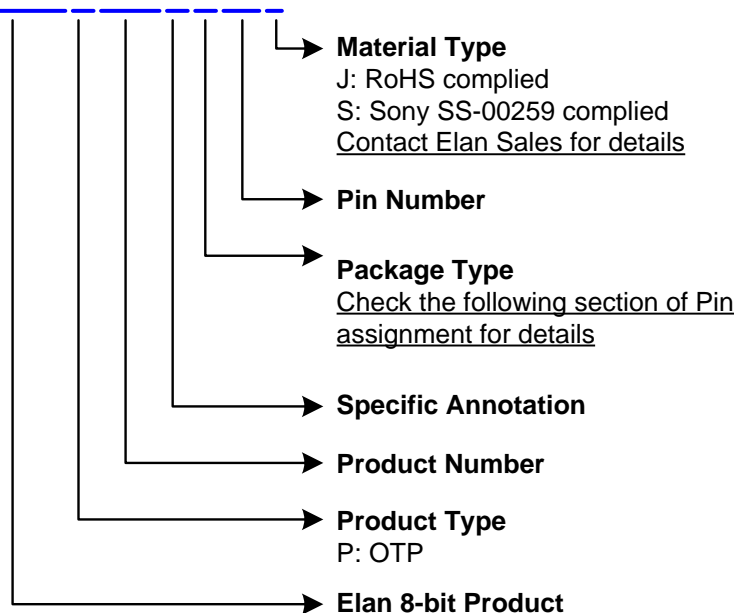 Material Type
J: RoHS complied
S: Sony SS-00259 complied
Contact Elan Sales for details
Pin Number
Package Type
Check the following section of Pin
assignment for details
Specific Annotation
Product Number
Product Type
P: OTP
Elan 8-bit Product